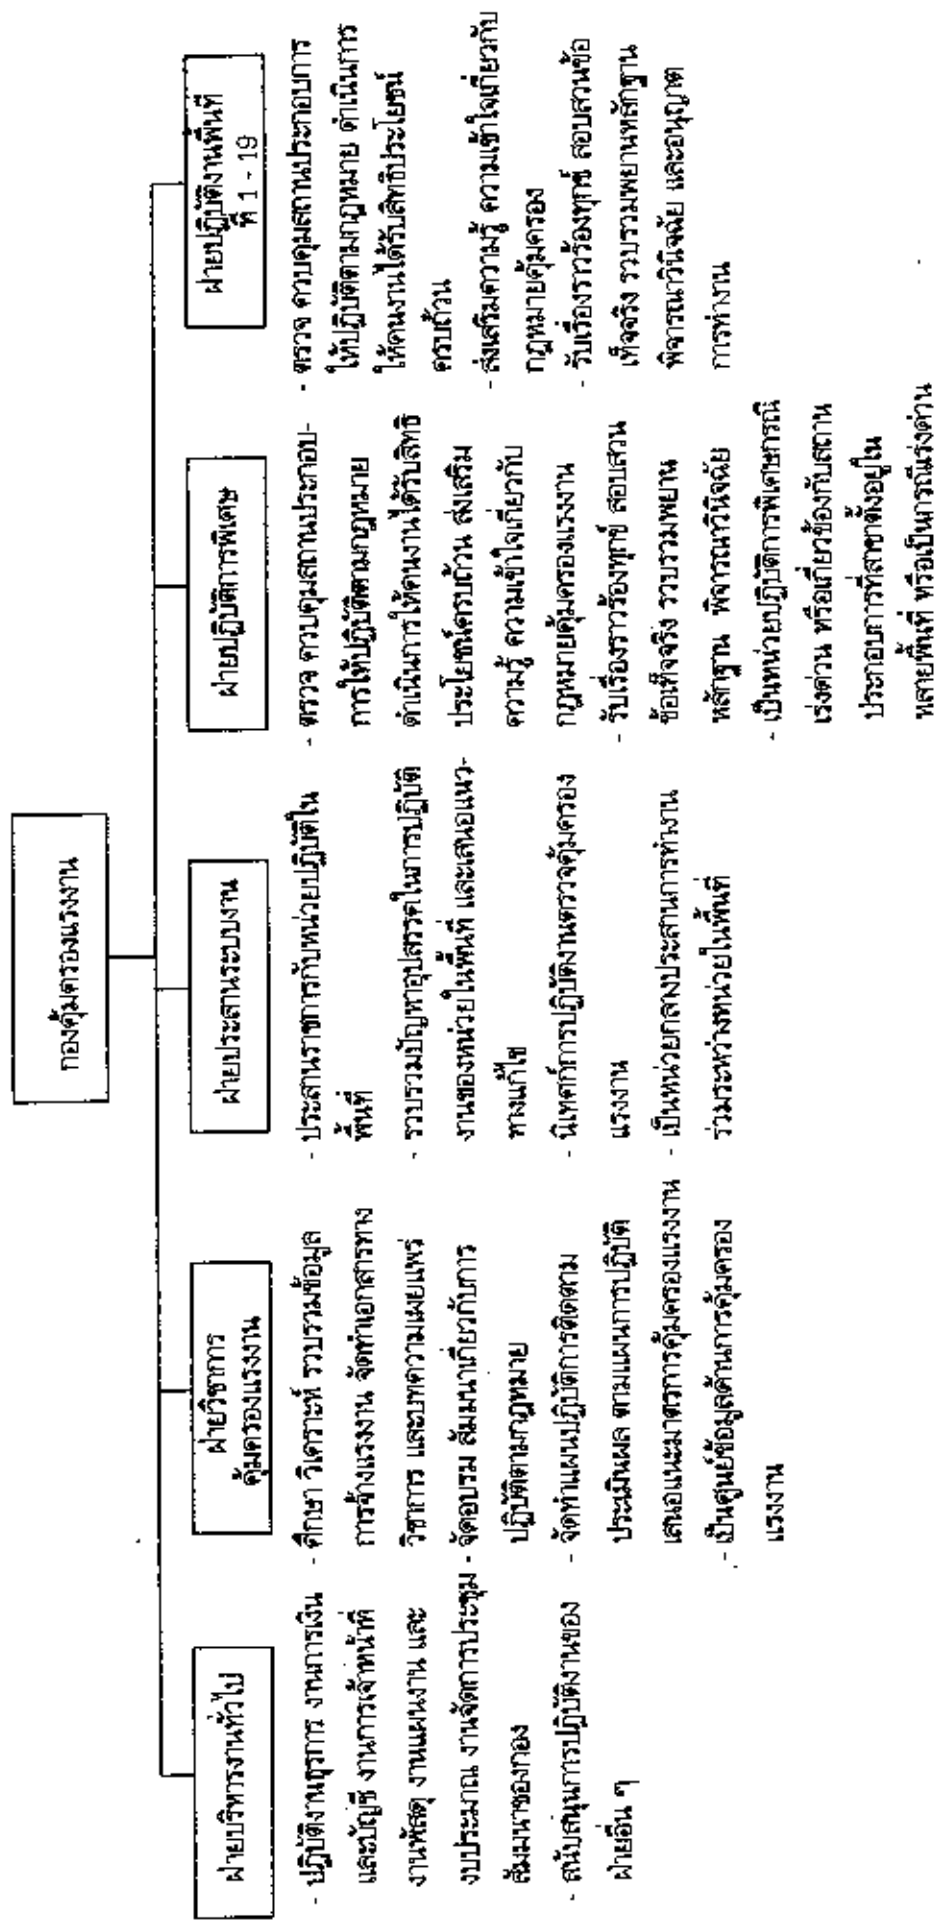 กองคุ้มครองแรงงาน
ฝ่ายบริหารงานทั่วไป
- ปฏิบัติงานธุรการ งานการเงิน
และบัญชี งานการเจ้าหน้าที่
งานพัสดุ งานแผนงาน และ
งบประมาณ งานจัดการประชุม
สัมมนาของกอง
- สนับสนุนการปฏิบัติงานของ
ฝ่ายอื่น ๆ
ฝ่ายวิชาการ
คุ้มครองแรงงาน
- ศึกษา วิเคราะห์ รวบรวมข้อมูล
การจ้างแรงงาน จัดทำเอกสารทาง
วิชาการ และบทความเผยแพร่
- จัดอบรม สัมมนาเกี่ยวกับการ
ปฏิบัติตามกฎหมาย
- จัดทำแผนปฏิบัติการติดตาม
ประเมินผล ตามแผนการปฏิบัติ
เสนอแนะมาตรการคุ้มครองแรงงาน
- เป็นศูนย์ข้อมูลด้านการคุ้มครอง
แรงงาน
ฝ่ายประสานระบบงาน
- ประสานราชการกับหน่วยปฏิบัติใน
พื้นที่
- รวบรวมปัญหาอุปสรรคในการปฏิบัติ
งานของหน่วยในพื้นที่ และเสนอแนว-
ทางแก้ไข
- นิเทศก์การปฏิบัติงานตรวจคุ้มครอง
แรงงาน
- เป็นหน่วยกลางประสานการทำงาน
ร่วมระหว่างหน่วยในพื้นที่
ฝ่ายปฏิบัติการพิเศษ
- ตรวจ ควบคุมสถานประกอบ-
การให้ปฏิบัติตามกฎหมาย
ดำเนินการให้คนงานได้รับสิทธิ
ประโยชน์ครบถ้วน ส่งเสริม
ความรู้ ความเข้าใจเกี่ยวกับ
กฎหมายคุ้มครองแรงงาน
- รับเรื่องราวร้องทุกข์ สอบสวน
ข้อเท็จจริง รวบรวมพยาน
หลักฐาน พิจารณาวินิจฉัย
- เป็นหน่วยปฏิบัติการพิเศษกรณี
เร่งด่วน หรือเกี่ยวข้องกับสถาน
ประกอบการที่สาขาตั้งอยู่ใน
หลายพื้นที่ หรือเป็นกรณีเร่งด่วน
ฝ่ายปฏิบัติงานพื้นที่
ที่ 1 - 19
- ตรวจ ควบคุมสถานประกอบการ
ให้ปฏิบัติตามกฎหมาย ดำเนินการ
ให้คนงานได้รับสิทธิประโยชน์
ครบถ้วน
- ส่งเสริมความรู้ ความเข้าใจเกี่ยวกับ
กฎหมายคุ้มครอง
- รับเรื่องราวร้องทุกข์ สอบสวนข้อ
เท็จจริง รวบรวมพยานหลักฐาน
พิจารณาวินิจฉัย และอนุญาต
การทำงาน